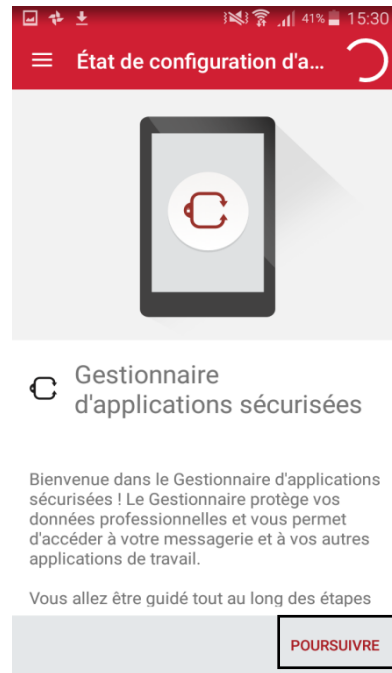 41% 15:30
État de configuration d'a...
Gestionnaire
d'applications sécurisées
Bienvenue dans le Gestionnaire d'applications
sécurisées ! Le Gestionnaire protège vos
données professionnelles et vous permet
d'accéder à votre messagerie et à vos autres
applications de travail.
Vous allez être guidé tout au long des étapes
POURSUIVRE